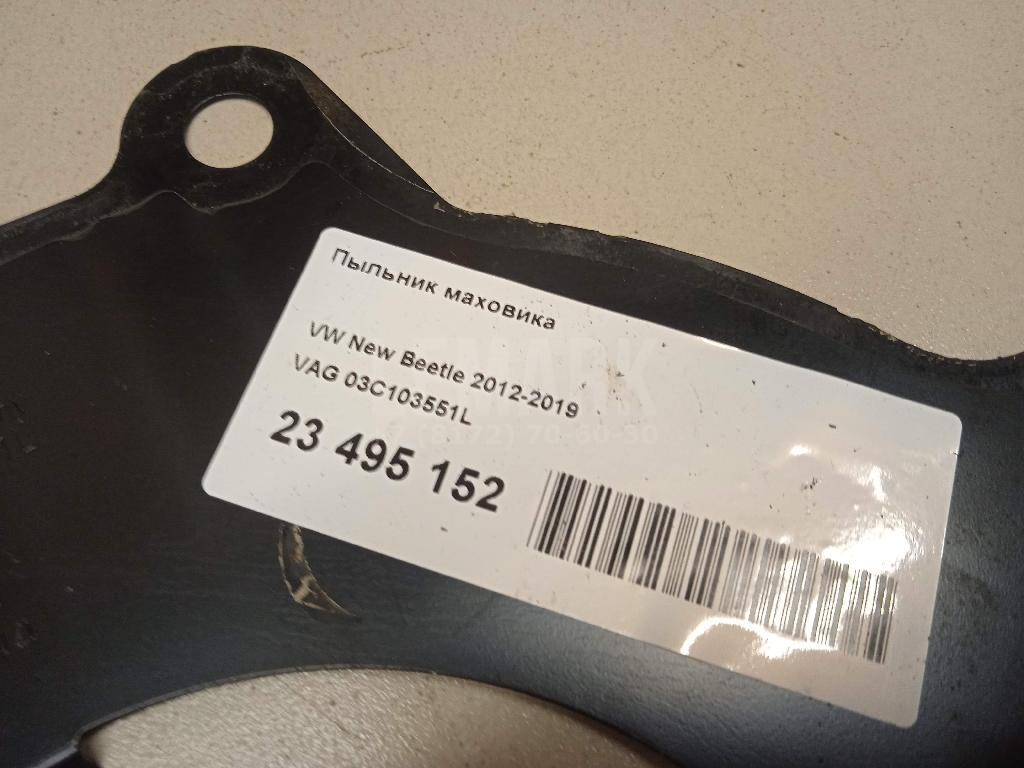 Пыльник маховика
VW New Beetle 2012-2019
VAG 03C103551L
23 495 152